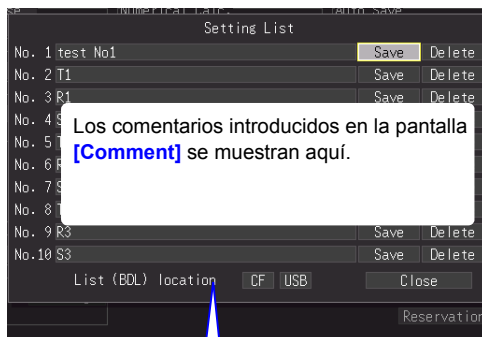 Numerical Calc.
Auto Save
Setting List
No. 1 test No1 Save Delete
No. 2 T1 Save Delete
No. 3 R1 Save Delete
No. 4 S
No. 5 T
No. 6 R
No. 7 S
No. 8 T
Los comentarios introducidos en la pantalla
[Comment] se muestran aquí.
No. 9 R3 Save Delete
No.10 S3 Save Delete
List (BDL) location CF USB Close
Reservation